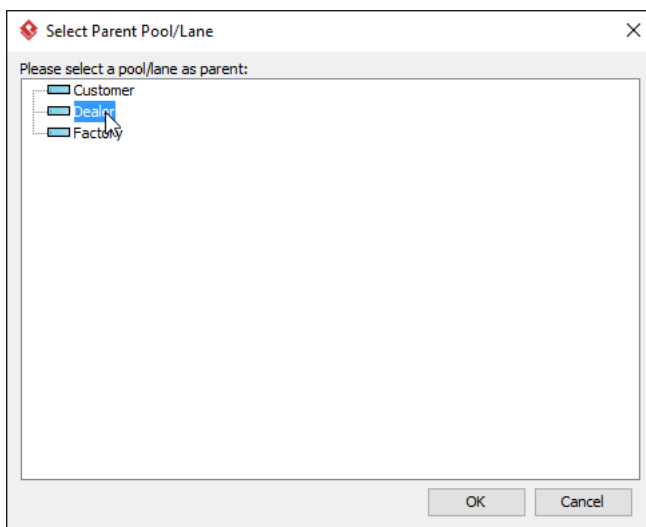 Select Parent Pool/Lane
Please select a pool/lane as parent:
Customer
Dealer
Factory
OK Cancel